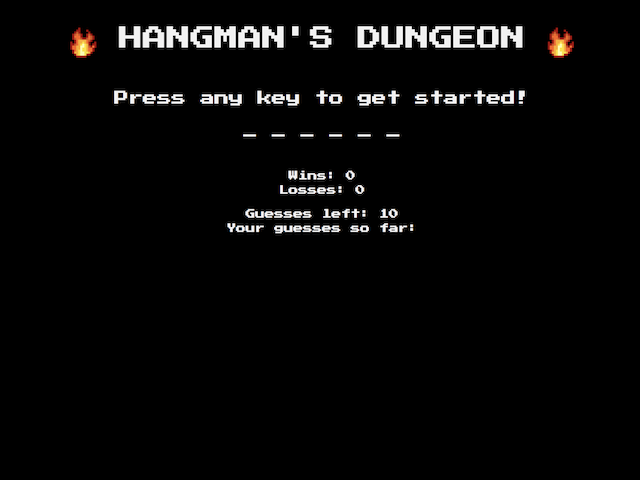 HANGMAN'S DUNGEON
Press any key to get started!
_ _ _ _ _ _
Wins: 0
Losses: 0
Guesses left: 10
Your guesses so far: